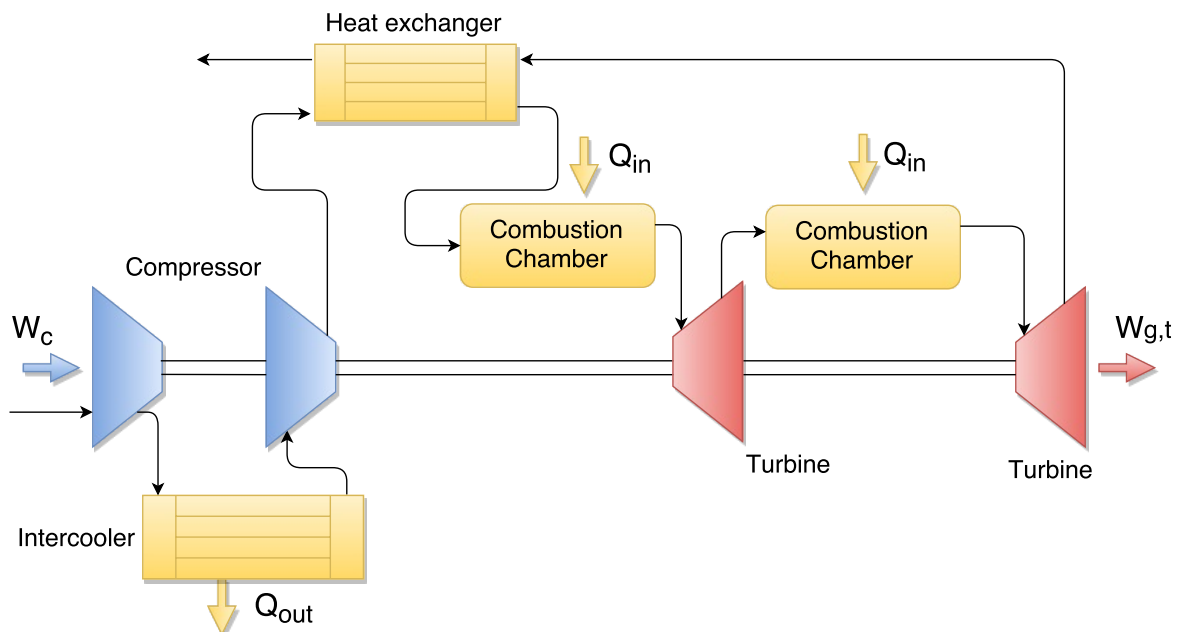 Heat exchanger
Qin
Qin
Combustion
Chamber
Combustion
Chamber
Compressor
Wc
Wg,t
Turbine
Turbine
Intercooler
Qout